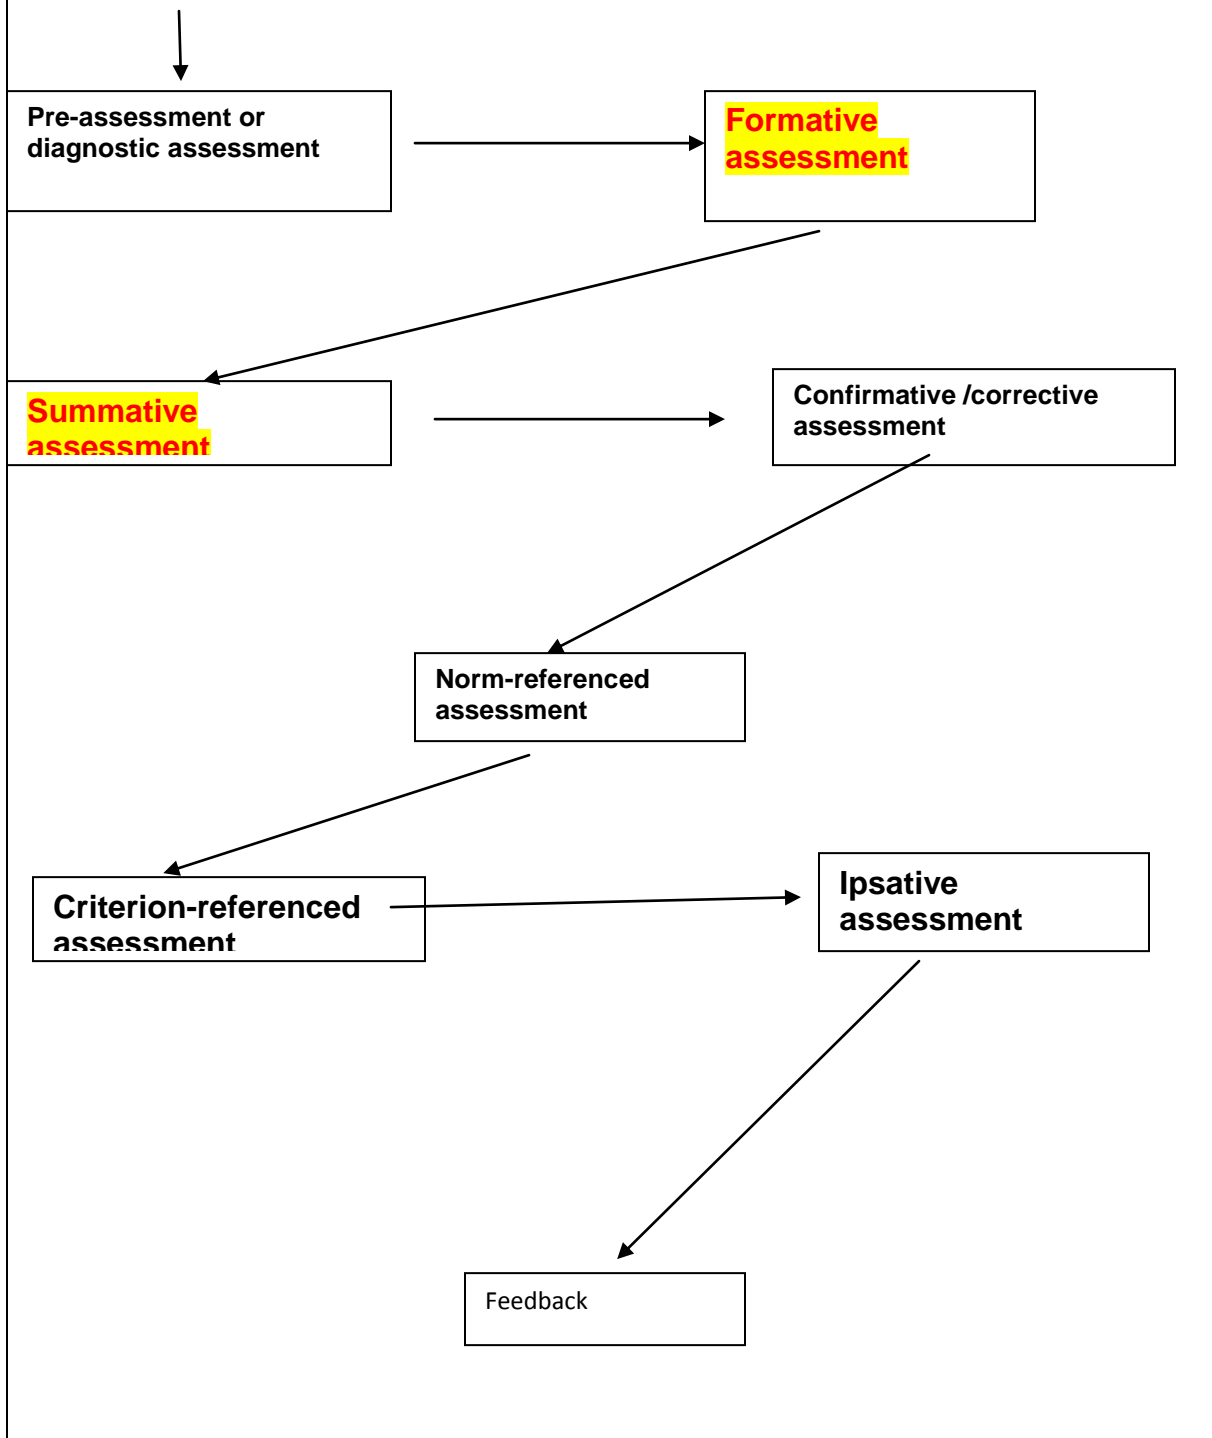 Pre-assessment or
diagnostic assessment
Formative
assessment
Summative
assessment
Confirmative /corrective
assessment
Norm-referenced
assessment
Criterion-referenced
assessment
Ipsative
assessment
Feedback